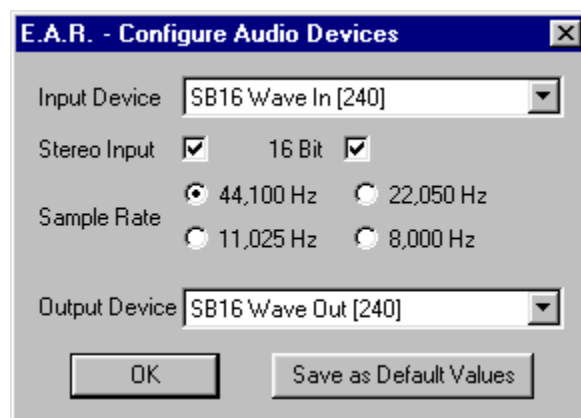 E.A.R. - Configure Audio Devices
Input Device SB16 Wave In [240]
Stereo Input 16 Bit
Sample Rate
44,100 Hz 22,050 Hz
11,025 Hz 8,000 Hz
Output Device SB16 Wave Out [240]
OK Save as Default Values